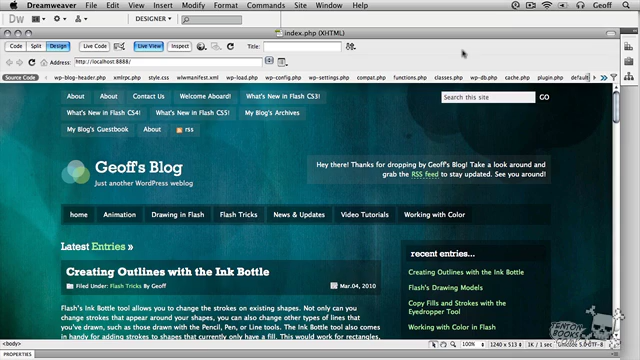 Dreamweaver File Edit View Insert Modify Format Commands Site Window Help Geoff
Dw DESIGNER
index.php (XHTML)
Code Split Design Live Code Live View Inspect Title:
Address: http://localhost:8888/
Source Code wp-blog-header.php xmlrpc.php style.css wlwmanifest.xml wp-load.php wp-config.php wp-settings.php compat.php functions.php classes.php wp-db.php cache.php plugin.php default
About About Contact Us Welcome Aboard! What's New in Flash CS3!
What's New in Flash CS4! What's New in Flash CS5! My Blog's Archives
My Blog's Guestbook About rss
Search this site GO
Geoff's Blog
Just another WordPress weblog
Hey there! Thanks for dropping by Geoff's Blog! Take a look around and
grab the RSS feed to stay updated. See you around!
home Animation Drawing in Flash Flash Tricks News & Updates Video Tutorials Working with Color
Latest Entries »
Creating Outlines with the Ink Bottle
Filed Under: Flash Tricks By Geoff Mar.04, 2010
Flash's Ink Bottle tool allows you to change the strokes on existing shapes. Not only can you
change strokes that appear around your shapes, you can also change other types of lines that
you've drawn, such as those drawn with the Pencil, Pen, or Line tools. The Ink Bottle tool also comes
in handy for adding strokes to shapes that currently only have a fill. This would work for rectangles,
recent entries...
Creating Outlines with the Ink Bottle
Flash's Drawing Models
Copy Fills and Strokes with the
Eyedropper Tool
Working with Color in Flash
<body> 100% 1240 x 513 1K / 1 sec Unicode 5.0 UTF-8
PROPERTIES